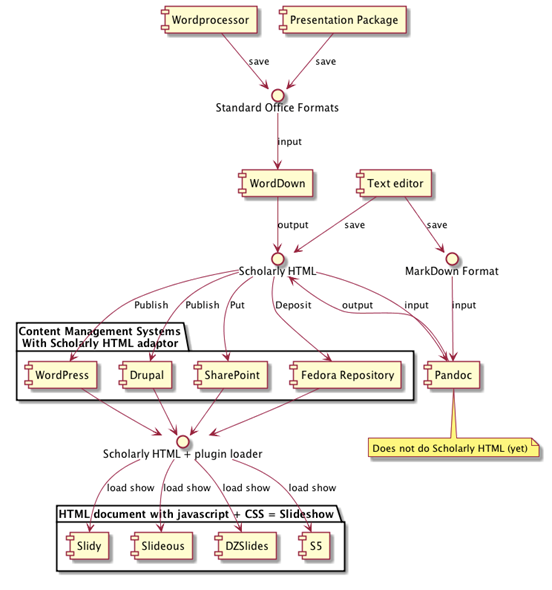 Wordprocessor
Presentation Package
save
save
Standard Office Formats
input
WordDown
Text editor
output
save
save
Scholarly HTML
MarkDown Format
Publish
Publish
Put
Deposit
output
input
input
Content Management Systems
With Scholarly HTML adaptor
WordPress
Drupal
SharePoint
Fedora Repository
Pandoc
Does not do Scholarly HTML (yet)
Scholarly HTML + plugin loader
load show
load show
load show
load show
HTML document with javascript + CSS = Slideshow
Slidy
Slideous
DZSlides
S5